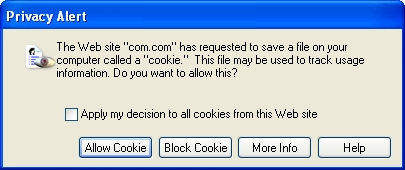 Privacy Alert
The Web site "com.com" has requested to save a file on your
computer called a "cookie." This file may be used to track usage
information. Do you want to allow this?
Apply my decision to all cookies from this Web site
Allow Cookie Block Cookie More Info Help